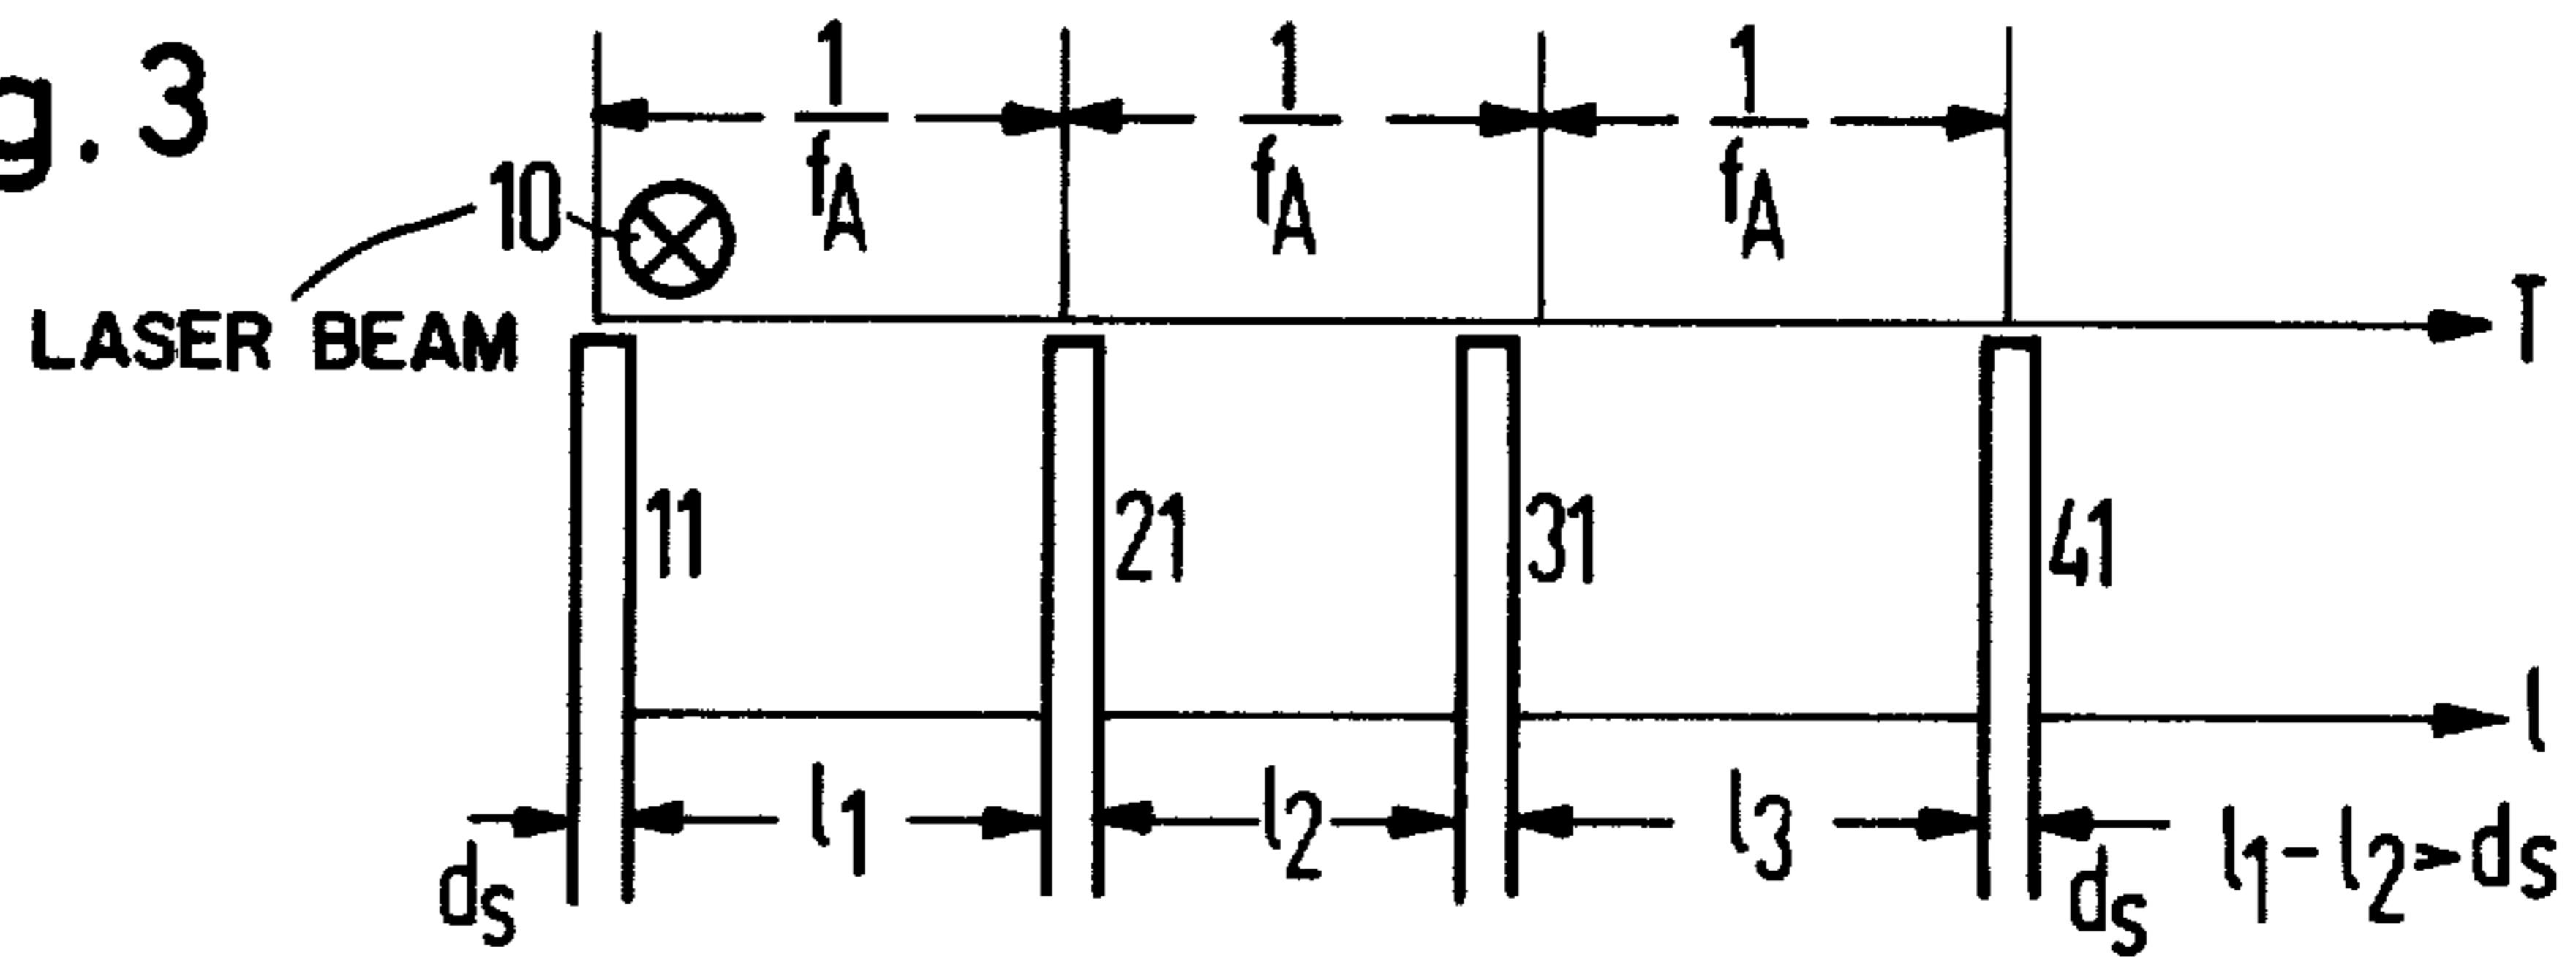 g. 3
1/fA 1/fA 1/fA
10
LASER BEAM
T
11 21 31 41
l
l1 l2 l3
dS dS l1 - l2 > dS